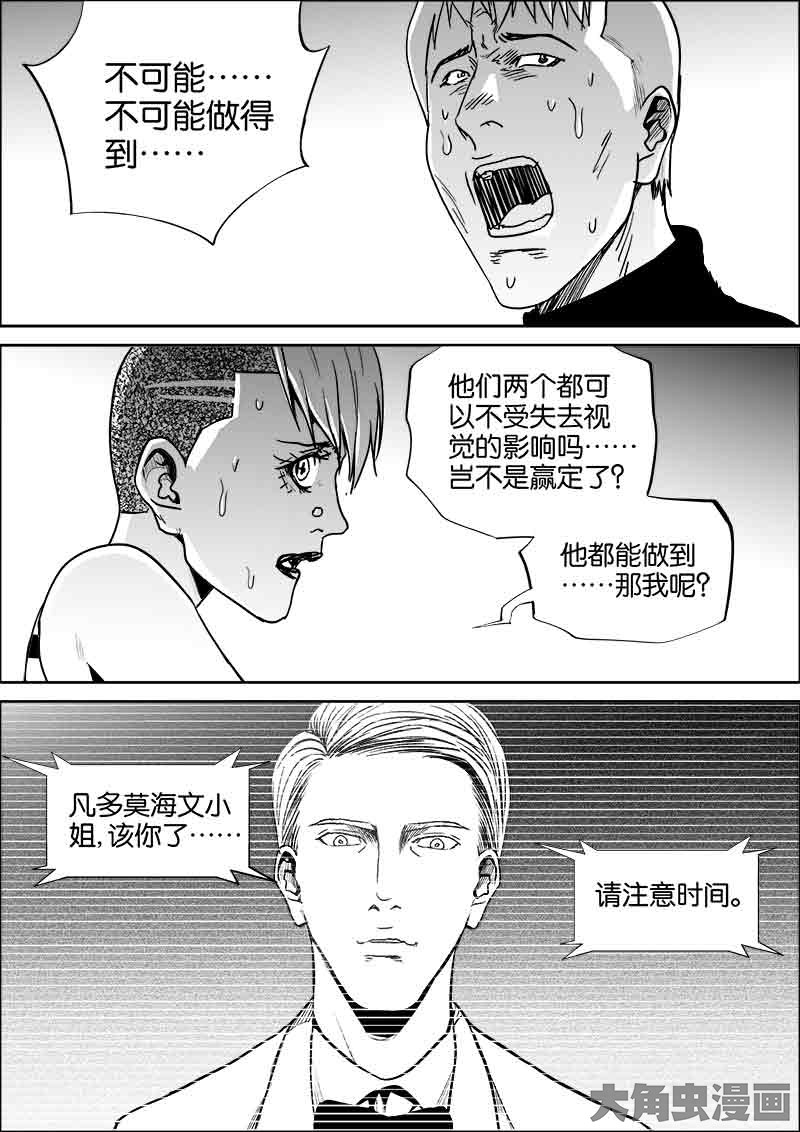 不可能……
不可能做得
到……
他们两个都可
以不受失去视
觉的影响吗……
岂不是赢定了？
他都能做到
……那我呢？
凡多莫海文小
姐，该你了……
请注意时间。
大角虫漫画